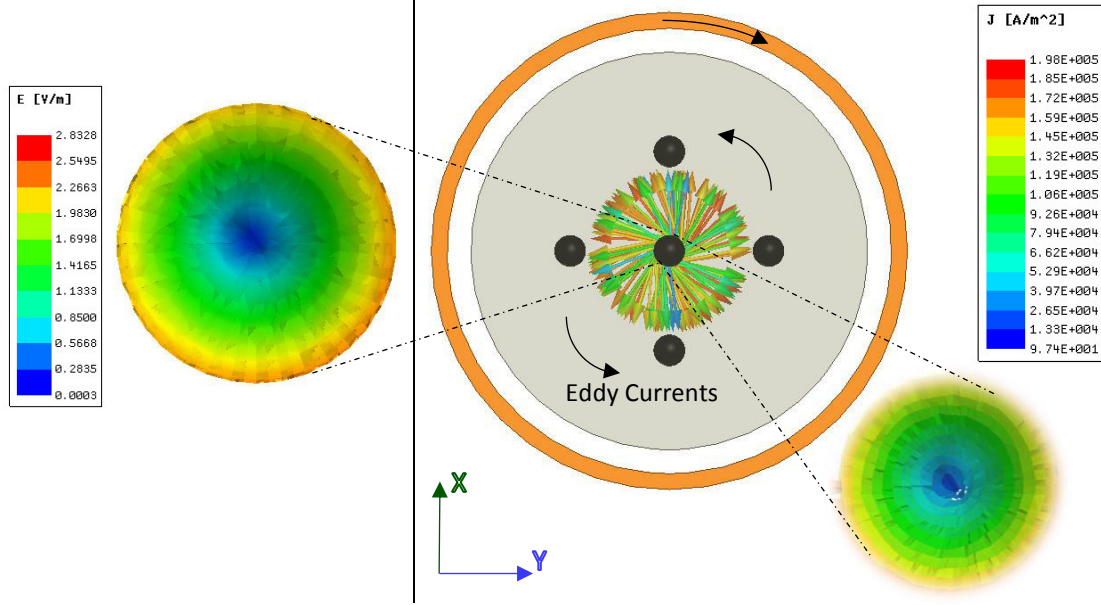 E [V/m]
2.8328
2.5495
2.2663
1.9830
1.6998
1.4165
1.1333
0.8500
0.5668
0.2835
0.0003
Eddy Currents
X
Y
J [A/m^2]
1.98E+005
1.85E+005
1.72E+005
1.59E+005
1.45E+005
1.32E+005
1.19E+005
1.06E+005
9.26E+004
7.94E+004
6.62E+004
5.29E+004
3.97E+004
2.65E+004
1.33E+004
9.74E+001